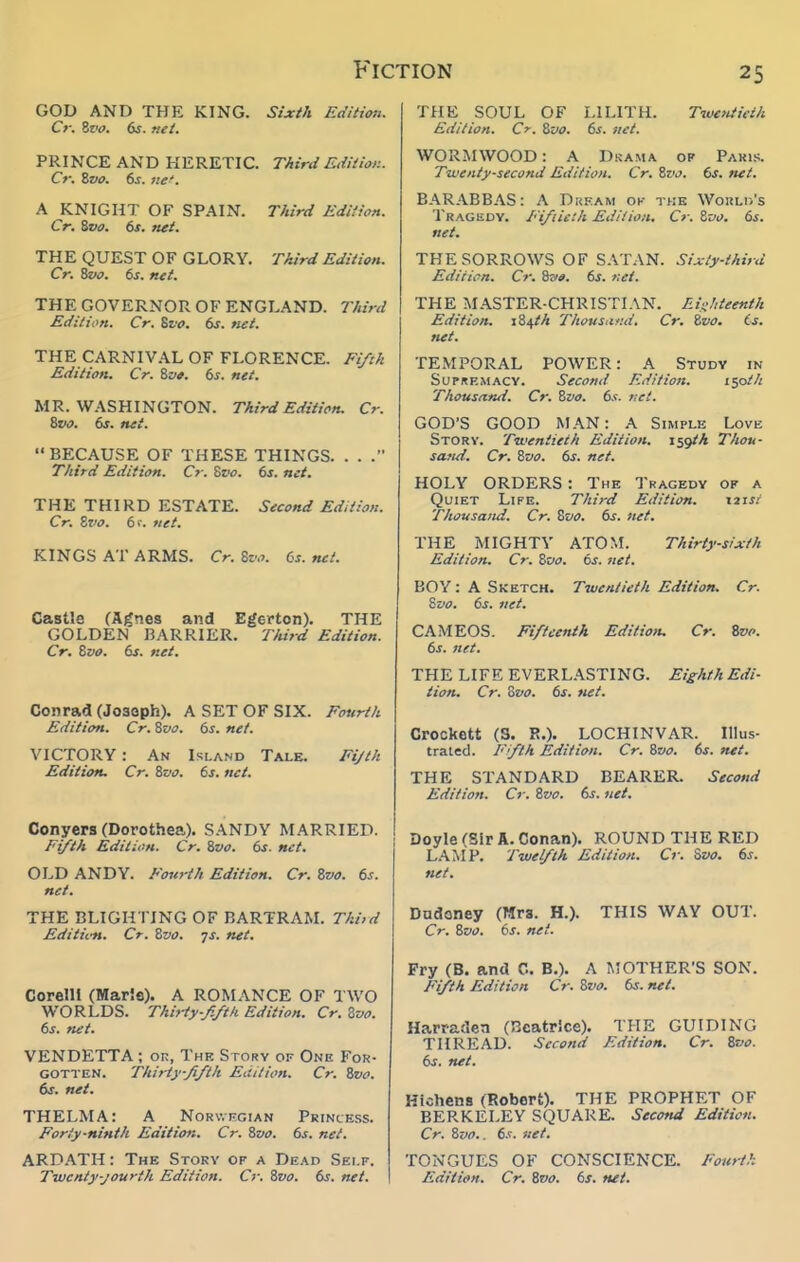 FICTION 25
GOD AND THE KING. Sixth Edition.
Cr. 8vo. 6s. net.
PRINCE AND HERETIC. Third Edition.
Cr. 8vo. 6s. net.
A KNIGHT OF SPAIN. Third Edition.
Cr. 8vo. 6s. net.
THE QUEST OF GLORY. Third Edition.
Cr. 8vo. 6s. net.
THE GOVERNOR OF ENGLAND. Third
Edition. Cr. 8vo. 6s. net.
THE CARNIVAL OF FLORENCE. Fifth
Edition. Cr. 8vo. 6s. net.
MR. WASHINGTON. Third Edition. Cr.
8vo. 6s. net.
“BECAUSE OF THESE THINGS. . . .”
Third Edition. Cr. 8vo. 6s. net.
THE THIRD ESTATE. Second Edition.
Cr. 8vo. 6s. net.
KINGS AT ARMS. Cr. 8vo. 6s. net.
Castle (Agnes and Egerton). THE
GOLDEN BARRIER. Third Edition.
Cr. 8vo. 6s. net.
Conrad (Joseph). A SET OF SIX. Fourth
Edition. Cr. 8vo. 6s. net.
VICTORY: AN ISLAND TALE. Fifth
Edition. Cr. 8vo. 6s. net.
Conyers (Dorothea). SANDY MARRIED.
Fifth Edition. Cr. 8vo. 6s. net.
OLD ANDY. Fourth Edition. Cr. 8vo. 6s.
net.
THE BLIGHTING OF BARTRAM. Third
Edition. Cr. 8vo. 7s. net.
Corelli (Marie). A ROMANCE OF TWO
WORLDS. Thirty-fifth Edition. Cr. 8vo.
6s. net.
VENDETTA; OR, THE STORY OF ONE FOR-
GOTTEN. Thirty-fifth Edition. Cr. 8vo.
6s. net.
THELMA: A NORWEGIAN PRINCESS.
Forty-ninth Edition. Cr. 8vo. 6s. net.
ARDATH: THE STORY OF A DEAD SELF.
Twenty-fourth Edition. Cr. 8vo. 6s. net.
THE SOUL OF LILITH. Twentieth
Edition. Cr. 8vo. 6s. net.
WORMWOOD: A DRAMA OF PARIS.
Twenty-second Edition. Cr. 8vo. 6s. net.
BARABBAS: A DREAM OF THE WORLD'S
TRAGEDY. Fiftieth Edition. Cr. 8vo. 6s.
net.
THE SORROWS OF SATAN. Sixty-third
Edition. Cr. 8vo. 6s. net.
THE MASTER-CHRISTIAN. Eighteenth
Edition. 184th Thousand. Cr. 8vo. 6s.
net.
TEMPORAL POWER: A STUDY IN
SUPREMACY. Second Edition. 150th
Thousand. Cr. 8vo. 6s. net.
GOD'S GOOD MAN: A SIMPLE LOVE
STORY. Twentieth Edition. 159th Thou-
sand. Cr. 8vo. 6s. net.
HOLY ORDERS: THE TRAGEDY OF A
QUIET LIFE. Third Edition. 121st
Thousand. Cr. 8vo. 6s. net.
THE MIGHTY ATOM. Thirty-sixth
Edition. Cr. 8vo. 6s. net.
BOY: A SKETCH. Twentieth Edition. Cr.
8vo. 6s. net.
CAMEOS. Fifteenth Edition. Cr. 8vo.
6s. net.
THE LIFE EVERLASTING. Eighth Edi-
tion. Cr. 8vo. 6s. net.
Crockett (S. R.). LOCHINVAR. Illus-
trated. Fifth Edition. Cr. 8vo. 6s. net.
THE STANDARD BEARER. Second
Edition. Cr. 8vo. 6s. net.
Doyle (Sir A. Conan). ROUND THE RED
LAMP. Twelfth Edition. Cr. 8vo. 6s.
net.
Dudeney (Mrs. H.). THIS WAY OUT.
Cr. 8vo. 6s. net.
Fry (B. and C. B.). A MOTHER'S SON.
Fifth Edition Cr. 8vo. 6s. net.
Harraden (Beatrice). THE GUIDING
THREAD. Second Edition. Cr. 8vo.
6s. net.
Hichens (Robert). THE PROPHET OF
BERKELEY SQUARE. Second Edition.
Cr. 8vo.. 6s. net.
TONGUES OF CONSCIENCE. Fourth
Edition. Cr. 8vo. 6s. net.